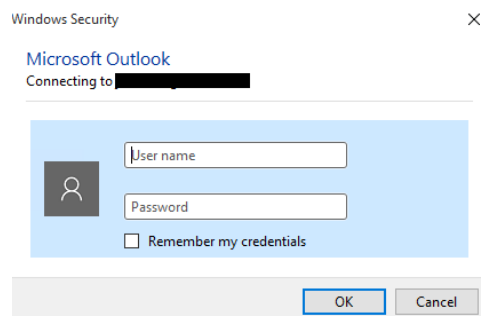 Windows Security
Microsoft Outlook
Connecting to
User name
Password
Remember my credentials
OK
Cancel